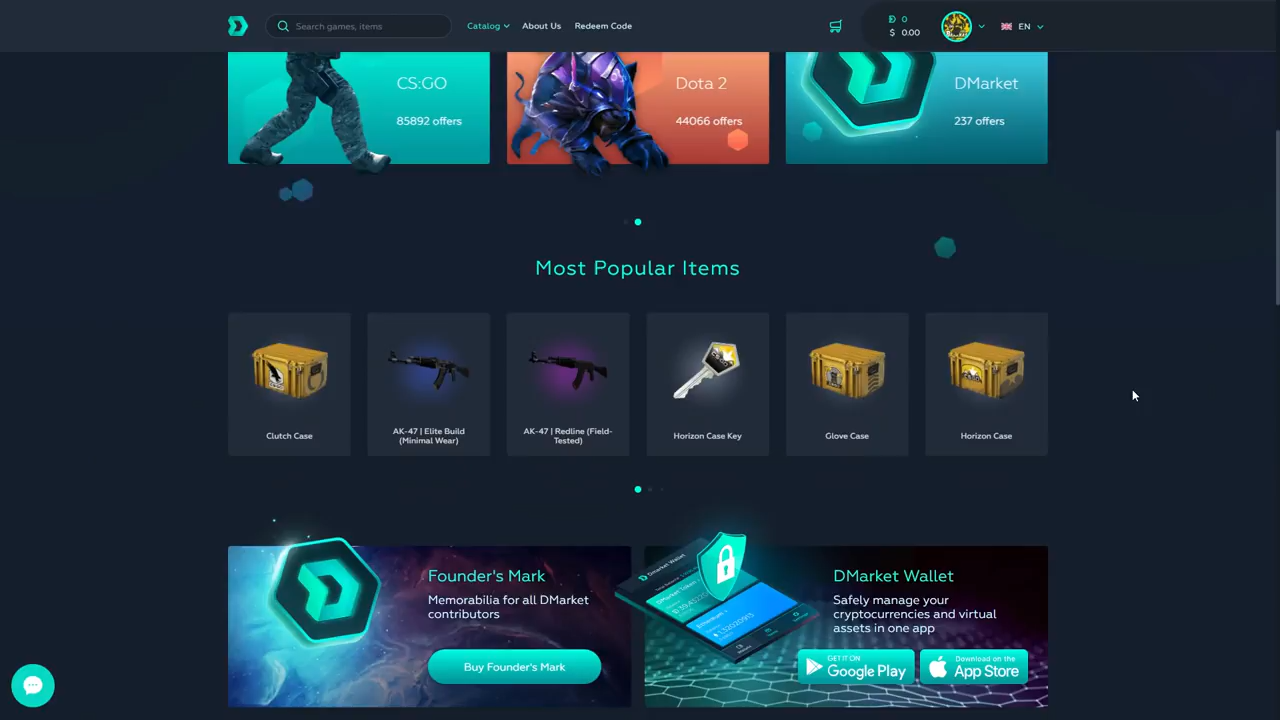 Search games, items
Catalog
About Us
Redeem Code
0
$ 0.00
EN
CS:GO
85892 offers
Dota 2
44066 offers
DMarket
237 offers
Most Popular Items
Clutch Case
AK-47 | Elite Build
(Minimal Wear)
AK-47 | Redline (Field-
Tested)
Horizon Case Key
Glove Case
Horizon Case
Founder's Mark
Memorabilia for all DMarket
contributors
Buy Founder's Mark
DMarket Wallet
Safely manage your
cryptocurrencies and virtual
assets in one app
GET IT ON
Google Play
Download on the
App Store